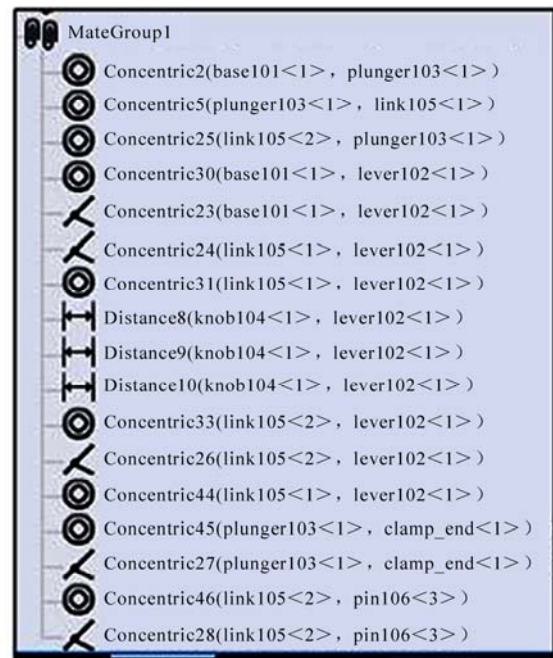 MateGroup1
Concentric2(base101<1>, plunger103<1>)
Concentric5(plunger103<1>, link105<1>)
Concentric25(link105<2>, plunger103<1>)
Concentric30(base101<1>, lever102<1>)
Concentric23(base101<1>, lever102<1>)
Concentric24(link105<1>, lever102<1>)
Concentric31(link105<1>, lever102<1>)
Distance8(knob104<1>, lever102<1>)
Distance9(knob104<1>, lever102<1>)
Distance10(knob104<1>, lever102<1>)
Concentric33(link105<2>, lever102<1>)
Concentric26(link105<2>, lever102<1>)
Concentric44(link105<1>, lever102<1>)
Concentric45(plunger103<1>, clamp_end<1>)
Concentric27(plunger103<1>, clamp_end<1>)
Concentric46(link105<2>, pin106<3>)
Concentric28(link105<2>, pin106<3>)